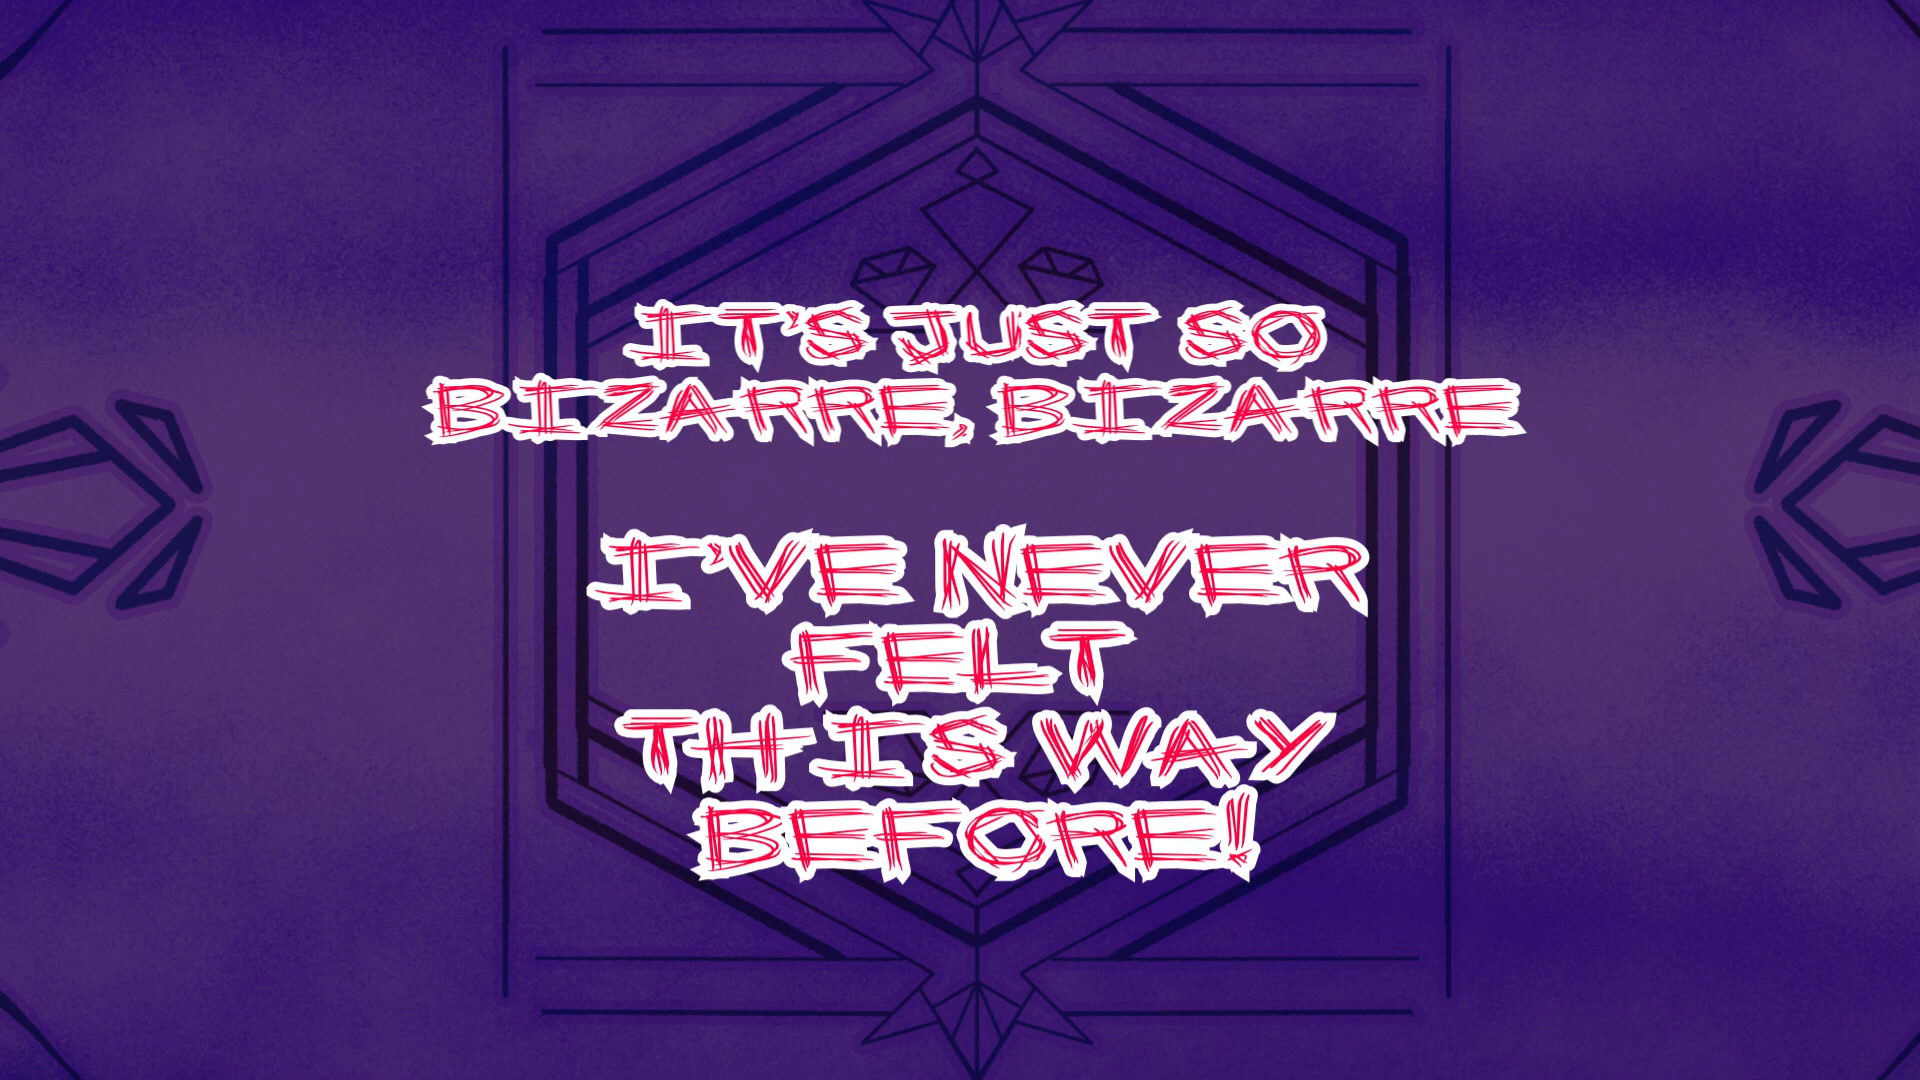 IT'S JUST SO
BIZARRE, BIZARRE
I'VE NEVER
FELT
THIS WAY
BEFORE!